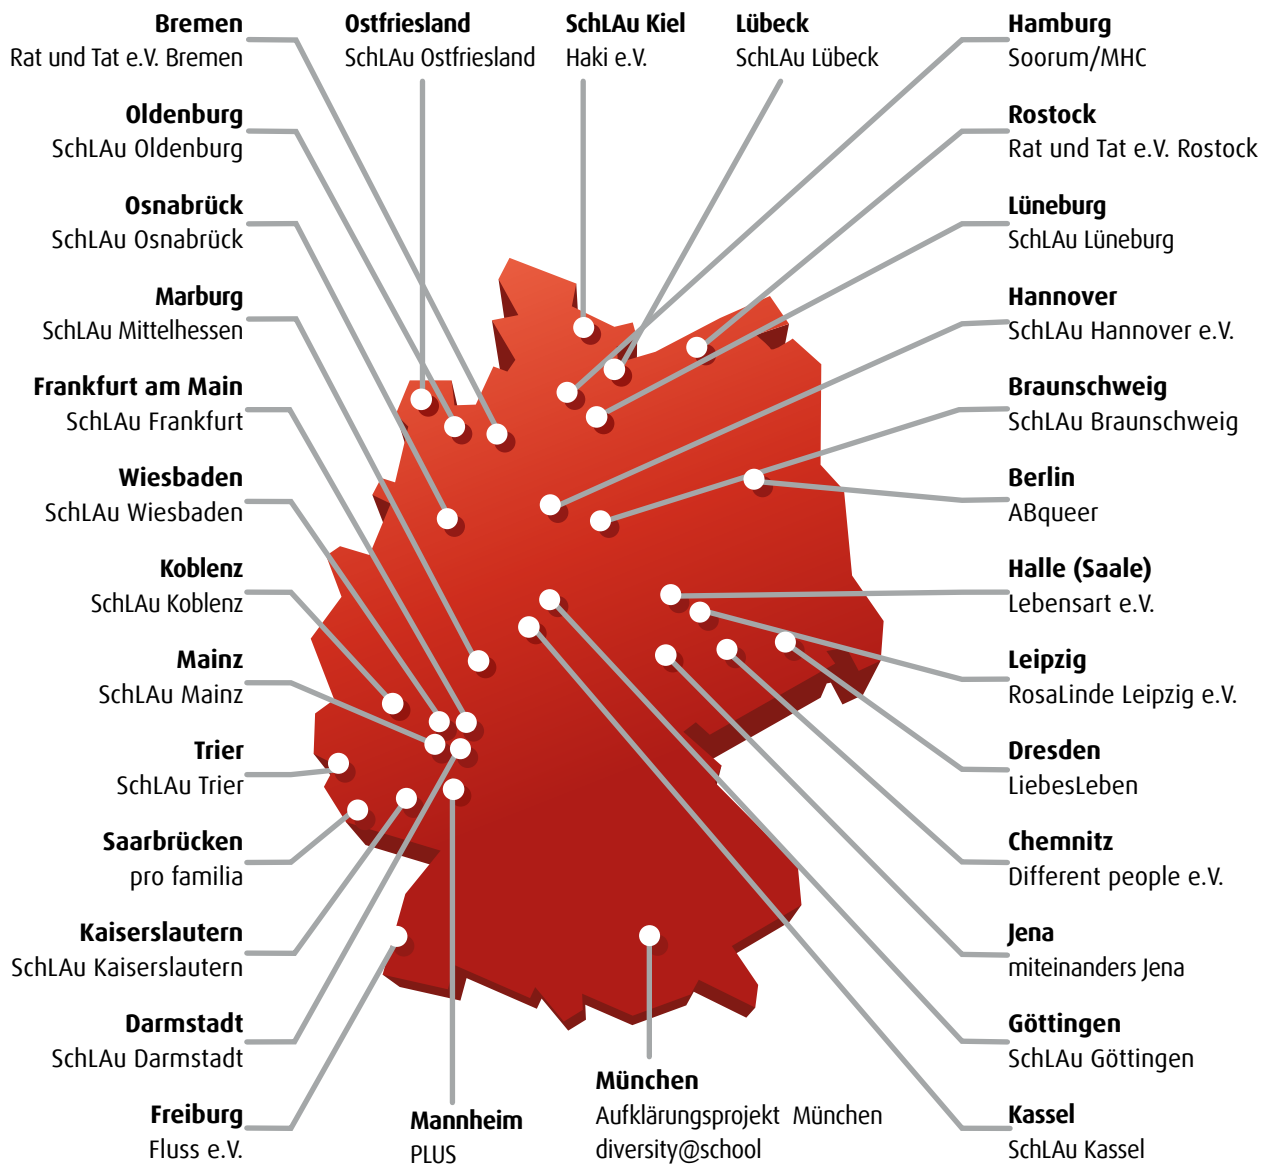 Bremen
Rat und Tat e.V. Bremen
Oldenburg
SchLAu Oldenburg
Osnabrück
SchLAu Osnabrück
Marburg
SchLAu Mittelhessen
Frankfurt am Main
SchLAu Frankfurt
Wiesbaden
SchLAu Wiesbaden
Koblenz
SchLAu Koblenz
Mainz
SchLAu Mainz
Trier
SchLAu Trier
Saarbrücken
pro familia
Kaiserslautern
SchLAu Kaiserslautern
Darmstadt
SchLAu Darmstadt
Freiburg
Fluss e.V.
Ostfriesland
SchLAu Ostfriesland
SchLAu Kiel
Haki e.V.
Lübeck
SchLAu Lübeck
Mannheim
PLUS
München
Aufklärungsprojekt München
diversity@school
Hamburg
Soorum/MHC
Rostock
Rat und Tat e.V. Rostock
Lüneburg
SchLAu Lüneburg
Hannover
SchLAu Hannover e.V.
Braunschweig
SchLAu Braunschweig
Berlin
ABqueer
Halle (Saale)
Lebensart e.V.
Leipzig
RosaLinde Leipzig e.V.
Dresden
LiebesLeben
Chemnitz
Different people e.V.
Jena
miteinanders Jena
Göttingen
SchLAu Göttingen
Kassel
SchLAu Kassel